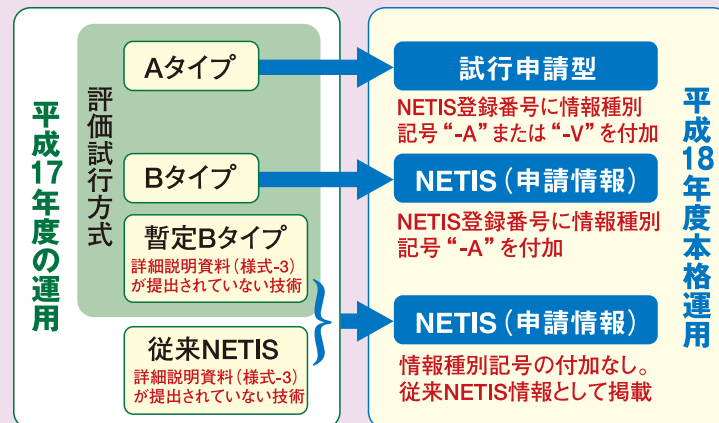 平成17年度の運用
評価試行方式
Aタイプ
Bタイプ
暫定Bタイプ
詳細説明資料（様式-3）
が提出されていない技術
従来NETIS
詳細説明資料（様式-3）
が提出されていない技術
試行申請型
NETIS登録番号に情報種別
記号“-A”または“-V”を付加
NETIS（申請情報）
NETIS登録番号に情報種別
記号“-A”を付加
NETIS（申請情報）
情報種別記号の付加なし。
従来NETIS情報として掲載
平成18年度本格運用